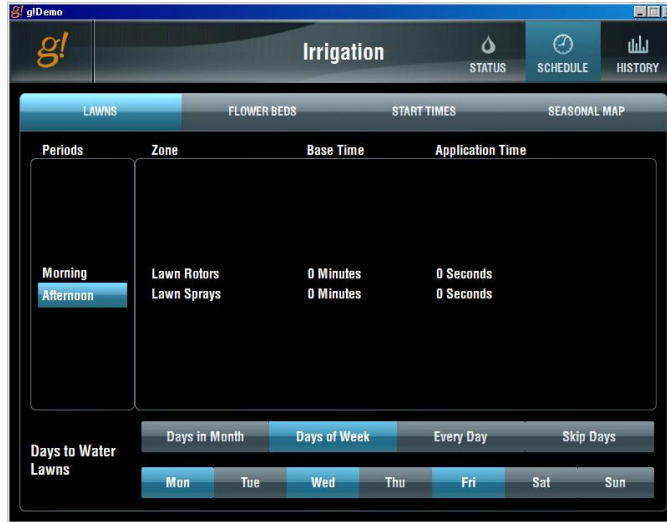 g! g!Demo
g!
Irrigation
STATUS
SCHEDULE
HISTORY
LAWNS
FLOWER BEDS
START TIMES
SEASONAL MAP
Periods
Zone
Base Time
Application Time
Morning
Lawn Rotors
0 Minutes
0 Seconds
Afternoon
Lawn Sprays
0 Minutes
0 Seconds
Days to Water
Lawns
Days in Month
Days of Week
Every Day
Skip Days
Mon
Tue
Wed
Thu
Fri
Sat
Sun